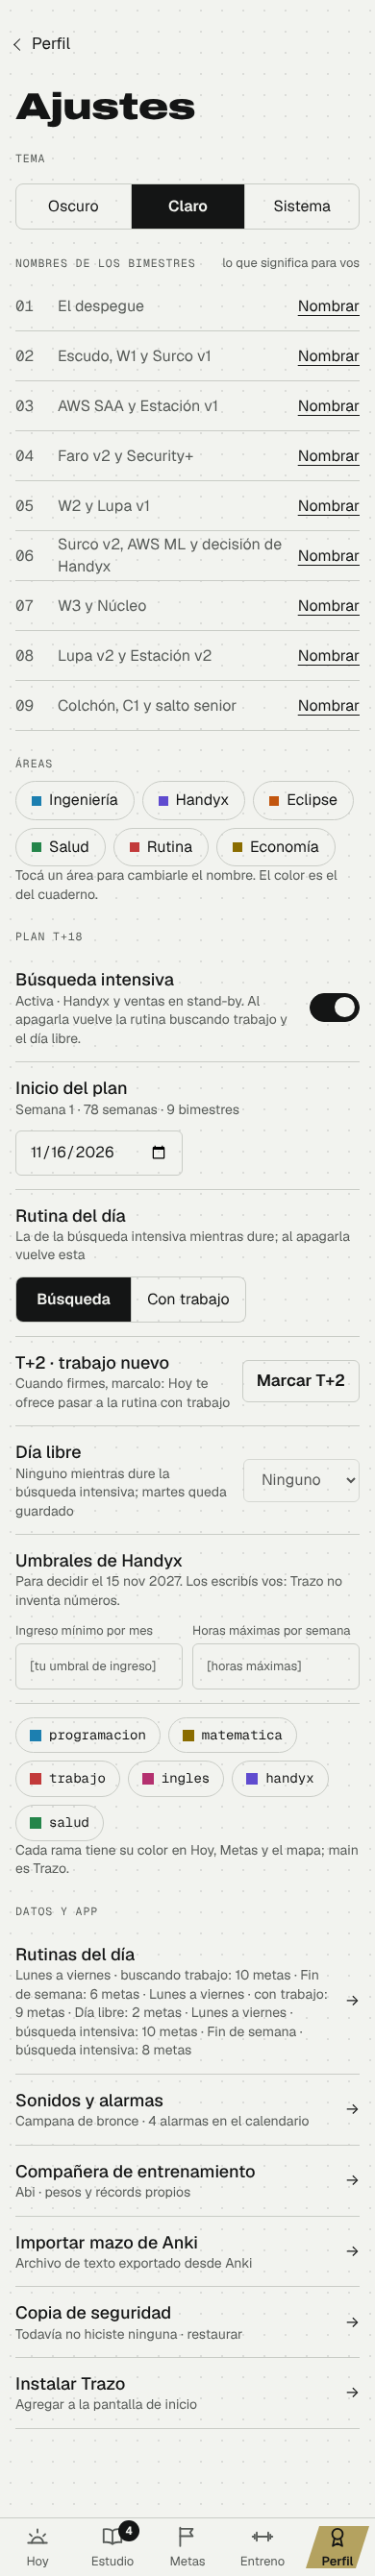 Perfil
Ajustes
TEMA
Oscuro Claro Sistema
NOMBRES DE LOS BIMESTRES lo que significa para vos
01 El despegue Nombrar
02 Escudo, W1 y Surco v1 Nombrar
03 AWS SAA y Estación v1 Nombrar
04 Faro v2 y Security+ Nombrar
05 W2 y Lupa v1 Nombrar
06 Surco v2, AWS ML y decisión de
Handyx Nombrar
07 W3 y Núcleo Nombrar
08 Lupa v2 y Estación v2 Nombrar
09 Colchón, C1 y salto senior Nombrar
ÁREAS
Ingeniería Handyx Eclipse
Salud Rutina Economía
Tocá un área para cambiarle el nombre. El color es el
del cuaderno.
PLAN T+18
Búsqueda intensiva
Activa · Handyx y ventas en stand-by. Al
apagarla vuelve la rutina buscando trabajo y
el día libre.
Inicio del plan
Semana 1 · 78 semanas · 9 bimestres
11/16/2026
Rutina del día
La de la búsqueda intensiva mientras dure; al apagarla
vuelve esta
Búsqueda Con trabajo
T+2 · trabajo nuevo
Cuando firmes, marcalo: Hoy te
ofrece pasar a la rutina con trabajo
Marcar T+2
Día libre
Ninguno mientras dure la
búsqueda intensiva; martes queda
guardado
Ninguno
Umbrales de Handyx
Para decidir el 15 nov 2027. Los escribís vos: Trazo no
inventa números.
Ingreso mínimo por mes Horas máximas por semana
[tu umbral de ingreso] [horas máximas]
programacion matematica
trabajo ingles handyx
salud
Cada rama tiene su color en Hoy, Metas y el mapa; main
es Trazo.
DATOS Y APP
Rutinas del día
Lunes a viernes · buscando trabajo: 10 metas · Fin
de semana: 6 metas · Lunes a viernes · con trabajo:
9 metas · Día libre: 2 metas · Lunes a viernes ·
búsqueda intensiva: 10 metas · Fin de semana ·
búsqueda intensiva: 8 metas
Sonidos y alarmas
Campana de bronce · 4 alarmas en el calendario
Compañera de entrenamiento
Abi · pesos y récords propios
Importar mazo de Anki
Archivo de texto exportado desde Anki
Copia de seguridad
Todavía no hiciste ninguna · restaurar
Instalar Trazo
Agregar a la pantalla de inicio
4
Hoy Estudio Metas Entreno Perfil